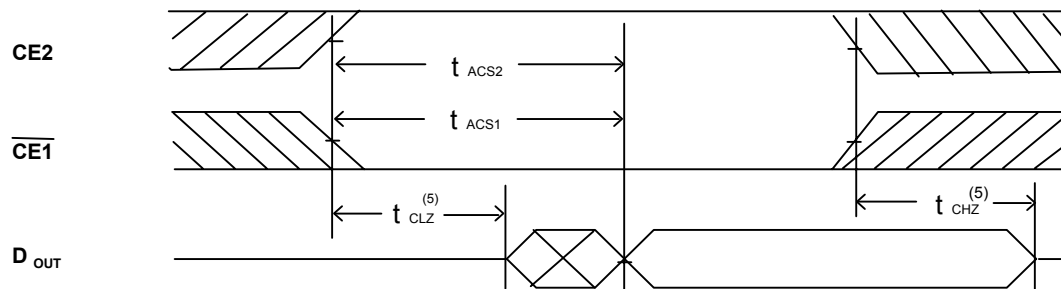 CE2
t ACS2
t ACS1
CE1
t CLZ (5)
t CHZ (5)
D OUT